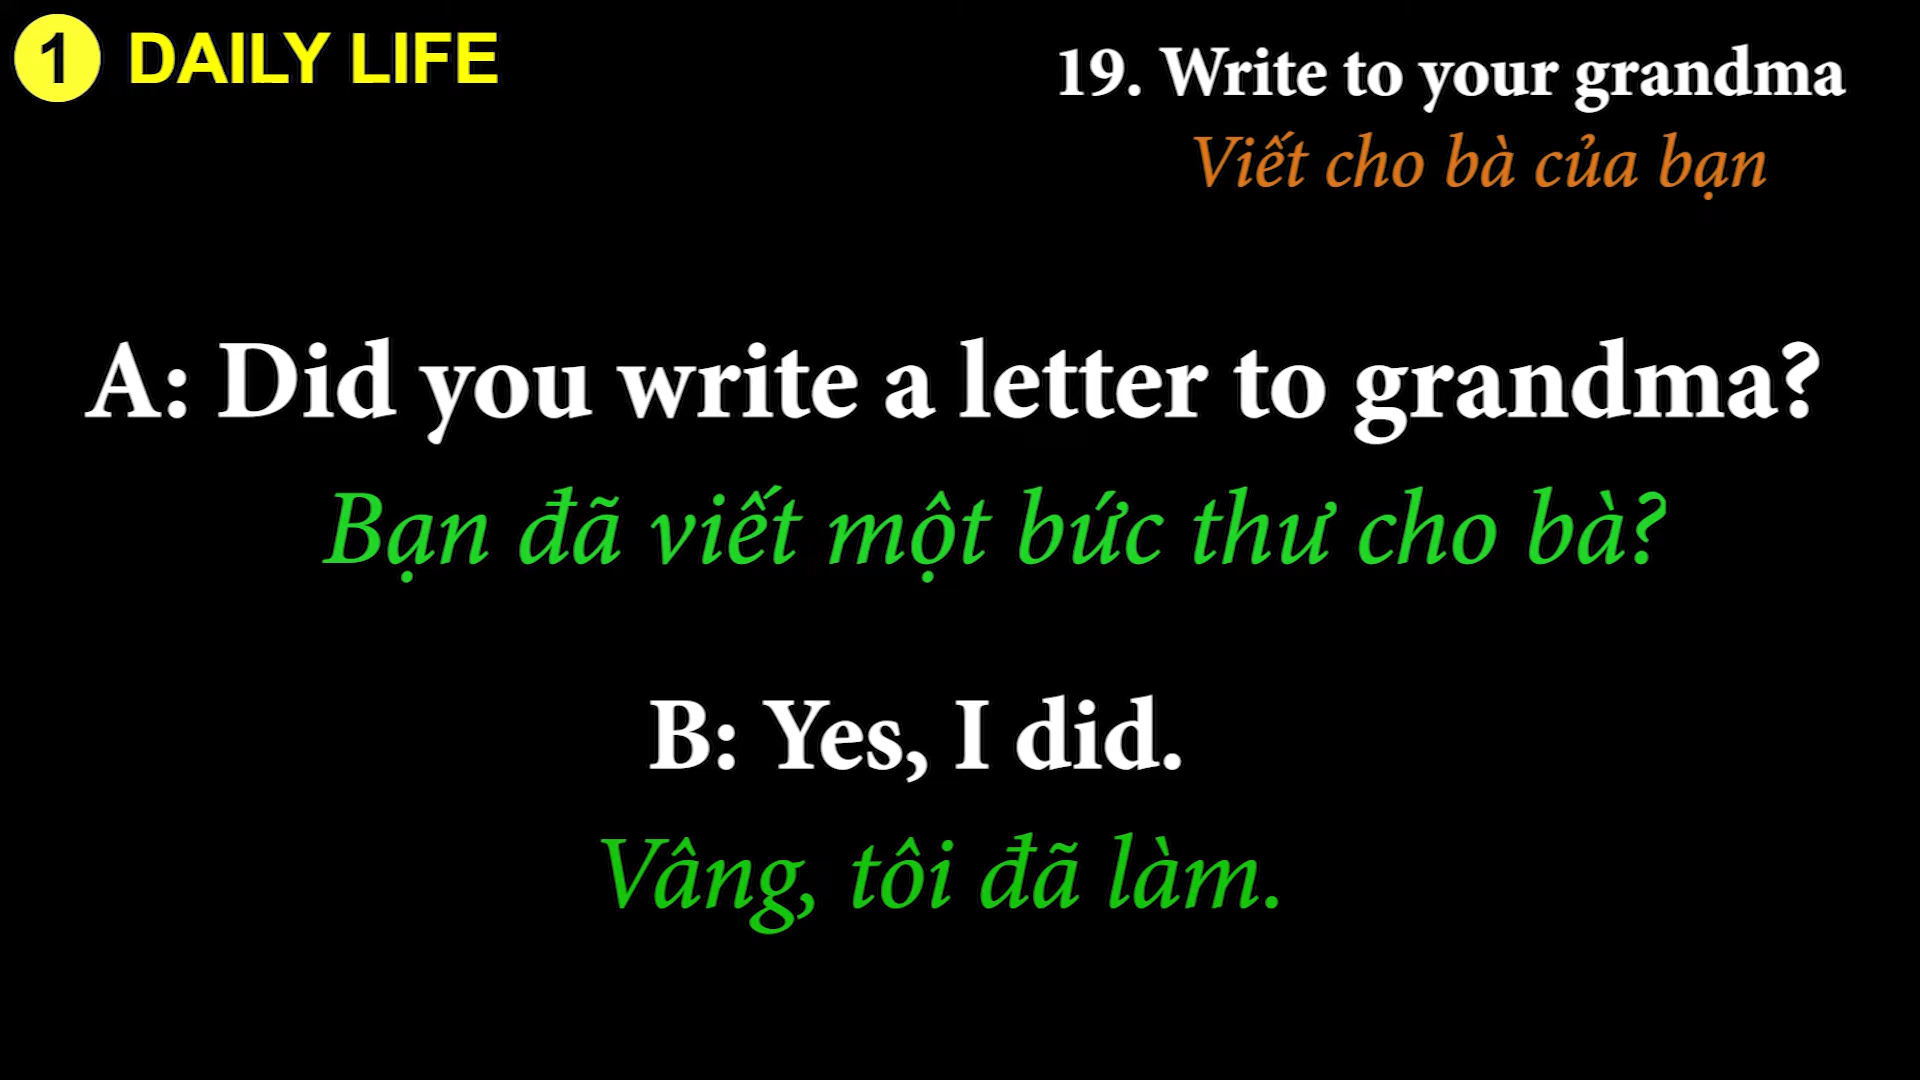 1 DAILY LIFE
19. Write to your grandma
Viết cho bà của bạn
A: Did you write a letter to grandma?
Bạn đã viết một bức thư cho bà?
B: Yes, I did.
Vâng, tôi đã làm.